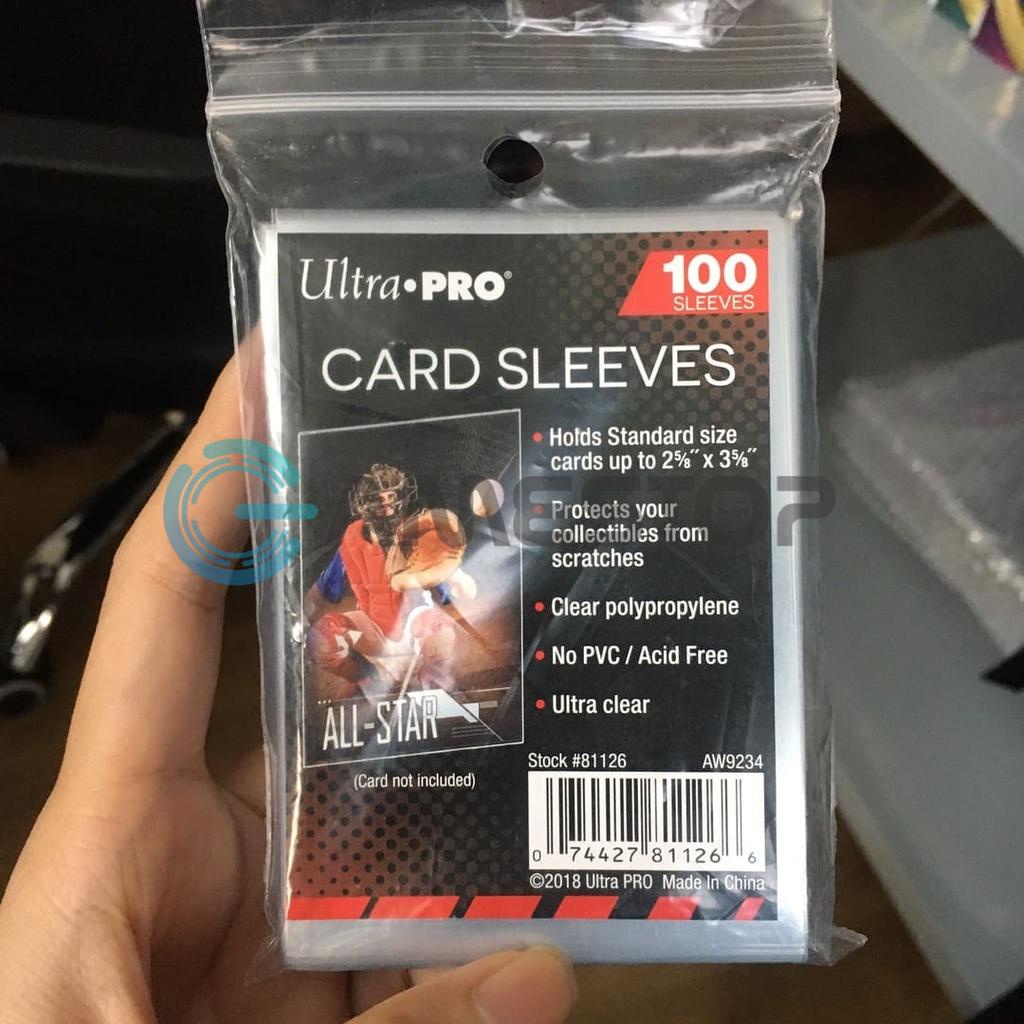 Ultra•PRO®
100
SLEEVES
CARD SLEEVES
• Holds Standard size
cards up to 2⅝″ x 3⅝″
• Protects your
collectibles from
scratches
• Clear polypropylene
• No PVC / Acid Free
• Ultra clear
ALL-STAR
(Card not included)
Stock #81126 AW9234
0 74427 81126 6
©2018 Ultra PRO Made In China
GAMESTOP